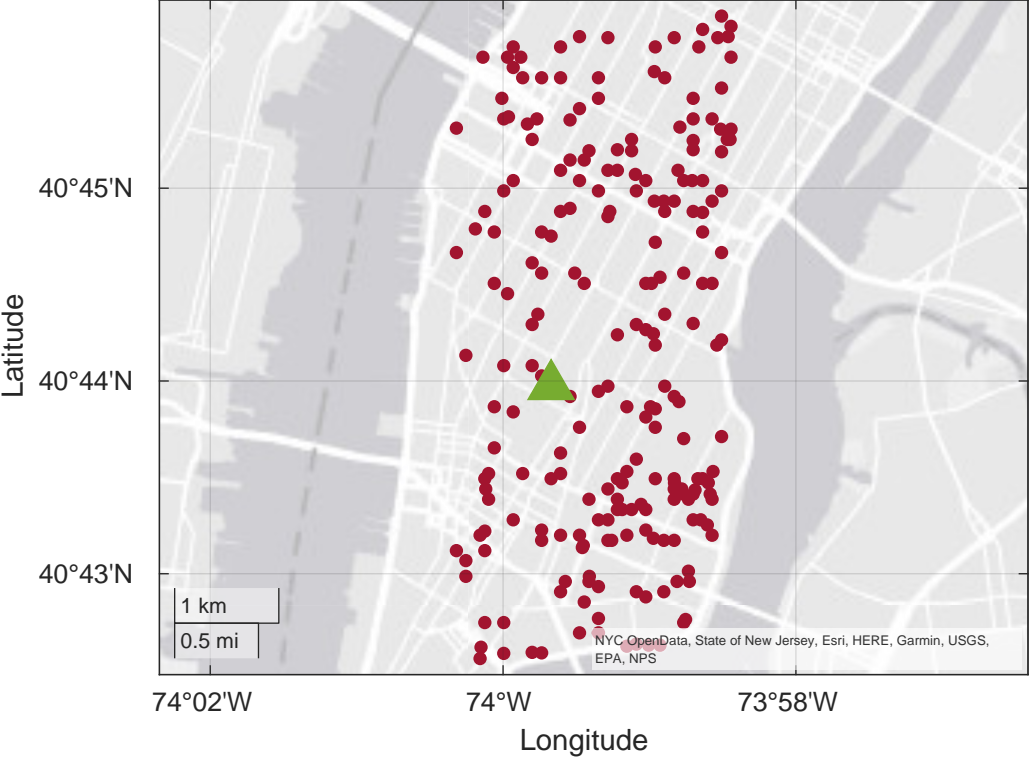 40°45'N
40°44'N
40°43'N
Latitude
1 km
0.5 mi
NYC OpenData, State of New Jersey, Esri, HERE, Garmin, USGS,
EPA, NPS
74°02'W
74°W
73°58'W
Longitude